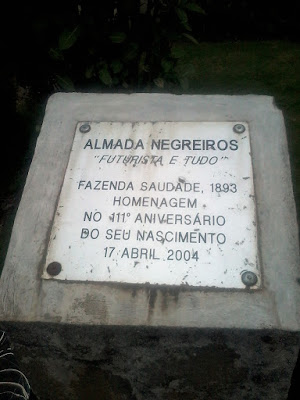 ALMADA NEGREIROS
"FUTURISTA E TUDO"
FAZENDA SAUDADE, 1893
HOMENAGEM
NO 111° ANIVERSÁRIO
DO SEU NASCIMENTO
17 ABRIL 2004